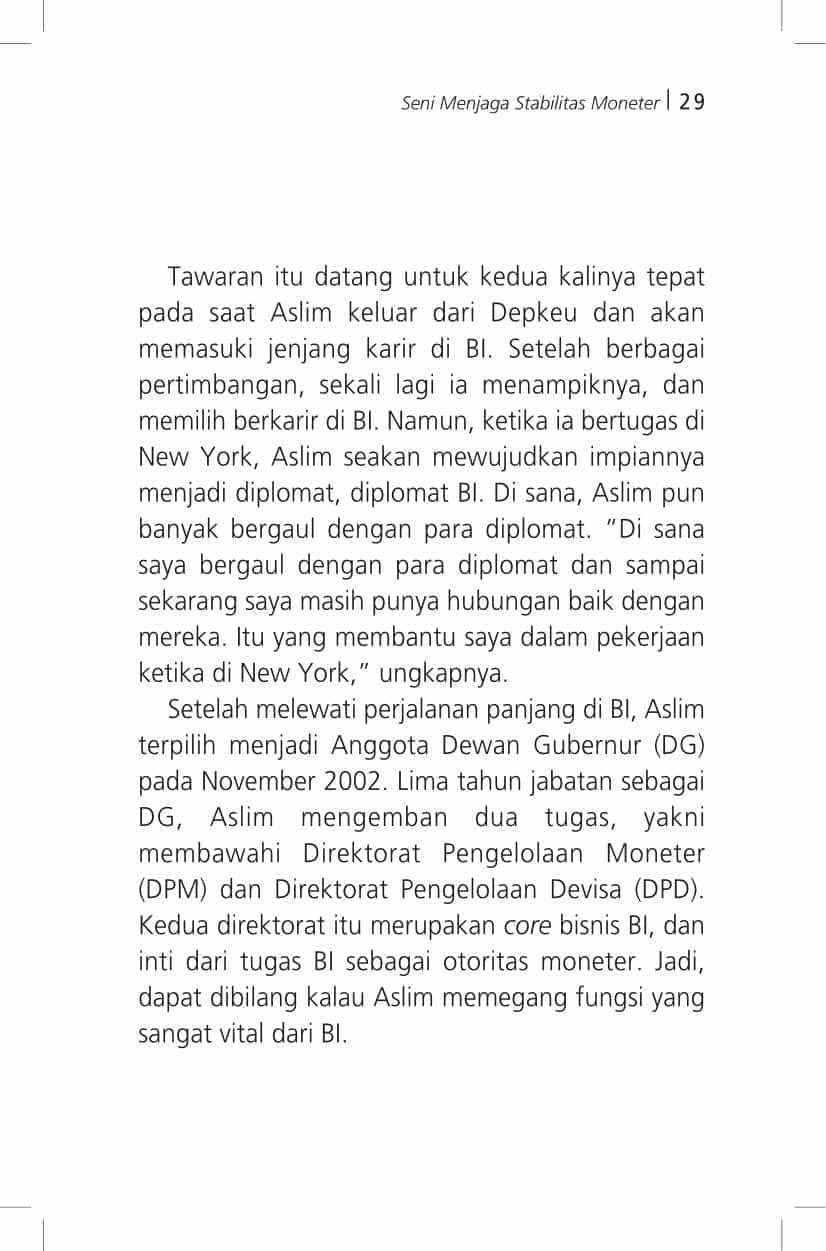 Seni Menjaga Stabilitas Moneter | 29
Tawaran itu datang untuk kedua kalinya tepat
pada saat Aslim keluar dari Depkeu dan akan
memasuki jenjang karir di BI. Setelah berbagai
pertimbangan, sekali lagi ia menampiknya, dan
memilih berkarir di BI. Namun, ketika ia bertugas di
New York, Aslim seakan mewujudkan impiannya
menjadi diplomat, diplomat BI. Di sana, Aslim pun
banyak bergaul dengan para diplomat. ”Di sana
saya bergaul dengan para diplomat dan sampai
sekarang saya masih punya hubungan baik dengan
mereka. Itu yang membantu saya dalam pekerjaan
ketika di New York,” ungkapnya.
Setelah melewati perjalanan panjang di BI, Aslim
terpilih menjadi Anggota Dewan Gubernur (DG)
pada November 2002. Lima tahun jabatan sebagai
DG, Aslim mengemban dua tugas, yakni
membawahi Direktorat Pengelolaan Moneter
(DPM) dan Direktorat Pengelolaan Devisa (DPD).
Kedua direktorat itu merupakan core bisnis BI, dan
inti dari tugas BI sebagai otoritas moneter. Jadi,
dapat dibilang kalau Aslim memegang fungsi yang
sangat vital dari BI.